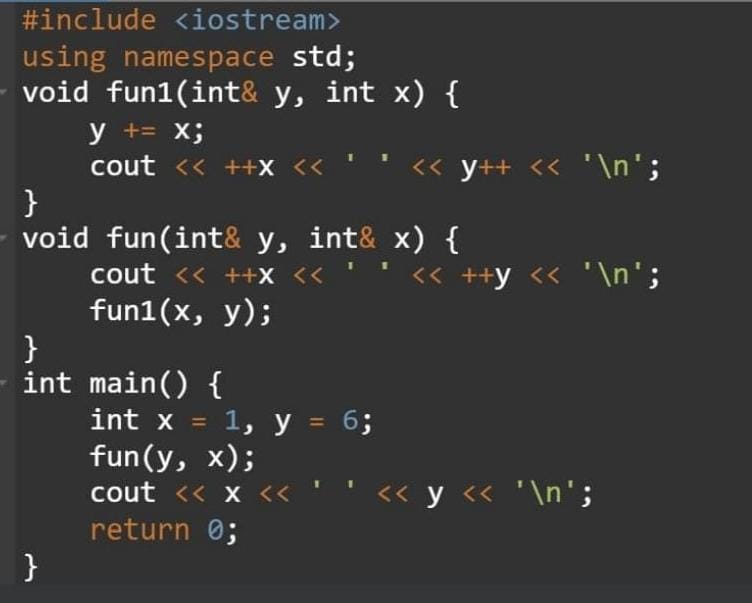 #include <iostream>
using namespace std;
void fun1(int& y, int x) {
    y += x;
    cout << ++x << ' ' << y++ << '\n';
}
void fun(int& y, int& x) {
    cout << ++x << ' ' << ++y << '\n';
    fun1(x, y);
}
int main() {
    int x = 1, y = 6;
    fun(y, x);
    cout << x << ' ' << y << '\n';
    return 0;
}